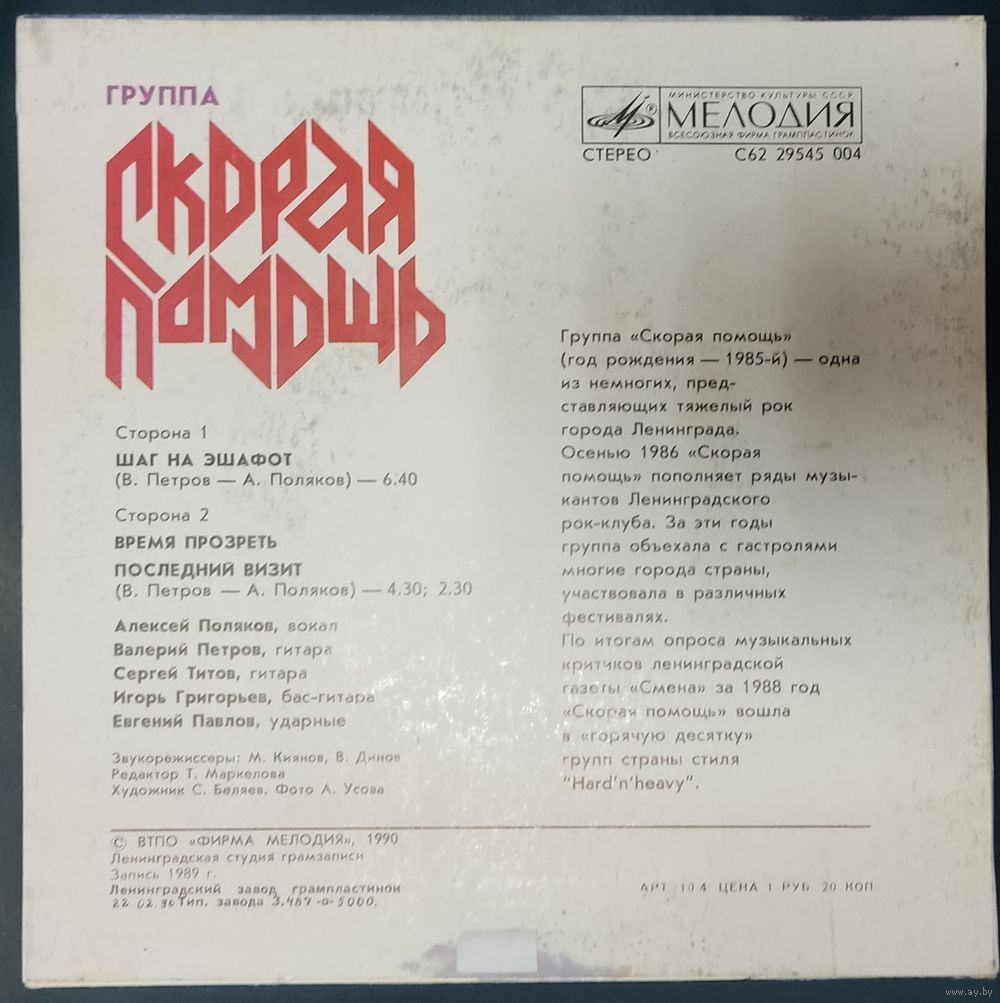 ГРУППА
СКОРАЯ
ПОМОЩЬ
МИНИСТЕРСТВО КУЛЬТУРЫ СССР
МЕЛОДИЯ
ВСЕСОЮЗНАЯ ФИРМА ГРАМПЛАСТИНОК
СТЕРЕО С62 29545 004
Сторона 1
ШАГ НА ЭШАФОТ
(В. Петров — А. Поляков) — 6.40
Сторона 2
ВРЕМЯ ПРОЗРЕТЬ
ПОСЛЕДНИЙ ВИЗИТ
(В. Петров — А. Поляков) — 4.30; 2.30
Алексей Поляков, вокал
Валерий Петров, гитара
Сергей Титов, гитара
Игорь Григорьев, бас-гитара
Евгений Павлов, ударные
Звукорежиссеры: М. Киянов, В. Динов
Редактор Т. Маркелова
Художник С. Беляев, Фото А. Усова
Группа «Скорая помощь»
(год рождения — 1985-й) — одна
из немногих, пред-
ставляющих тяжелый рок
города Ленинграда.
Осенью 1986 «Скорая
помощь» пополняет ряды музы-
кантов Ленинградского
рок-клуба. За эти годы
группа объехала с гастролями
многие города страны,
участвовала в различных
фестивалях.
По итогам опроса музыкальных
критиков ленинградской
газеты «Смена» за 1988 год
«Скорая помощь» вошла
в «горячую десятку»
групп страны стиля
"Hard'n'heavy".
© ВТПО «ФИРМА МЕЛОДИЯ», 1990
Ленинградская студия грамзаписи
Запись 1989 г.
Ленинградский завод грампластинок
22.02.90 Тип. завода З.487-о-5000.
АРТ. 10.4 ЦЕНА 1 РУБ. 20 КОП.
www.ay.by